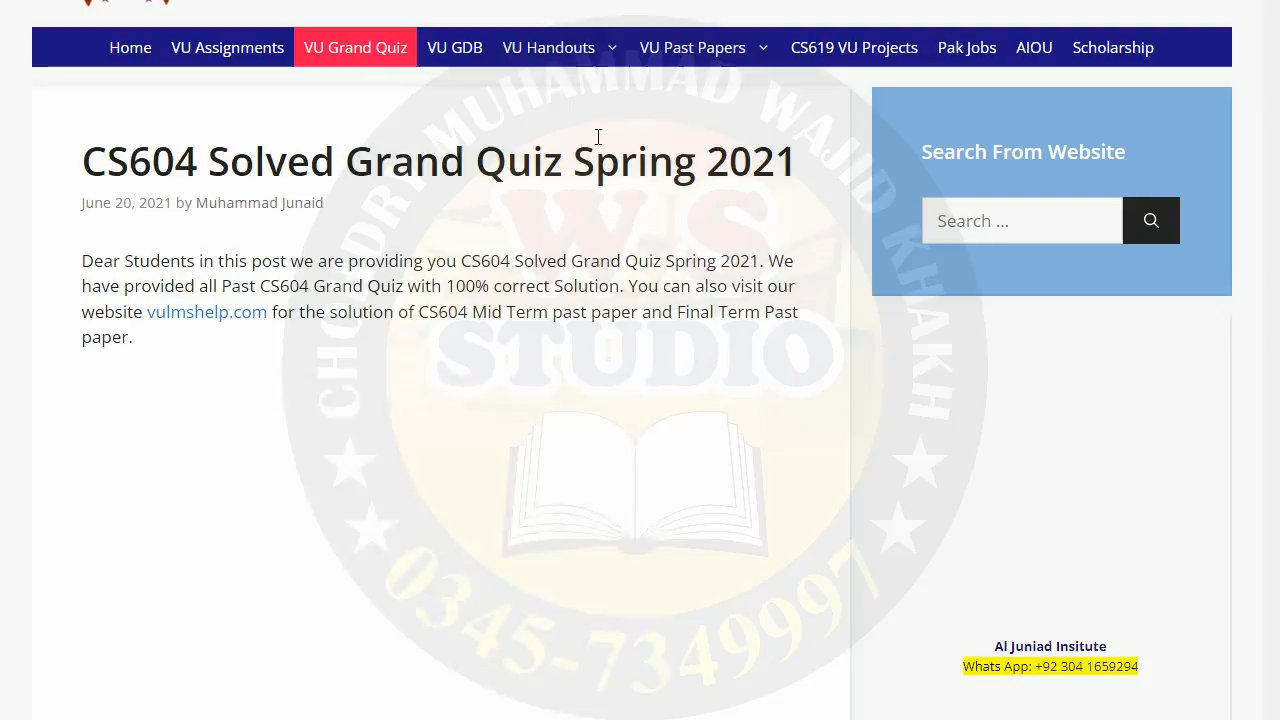 Home VU Assignments VU Grand Quiz VU GDB VU Handouts VU Past Papers CS619 VU Projects Pak Jobs AIOU Scholarship
CS604 Solved Grand Quiz Spring 2021
June 20, 2021 by Muhammad Junaid
Dear Students in this post we are providing you CS604 Solved Grand Quiz Spring 2021. We
have provided all Past CS604 Grand Quiz with 100% correct Solution. You can also visit our
website vulmshelp.com for the solution of CS604 Mid Term past paper and Final Term Past
paper.
Search From Website
Search ...
Al Juniad Insitute
Whats App: +92 304 1659294
CHOUDRY MUHAMMAD WAJID KHAKH
WS
STUDIO
0345-7349997